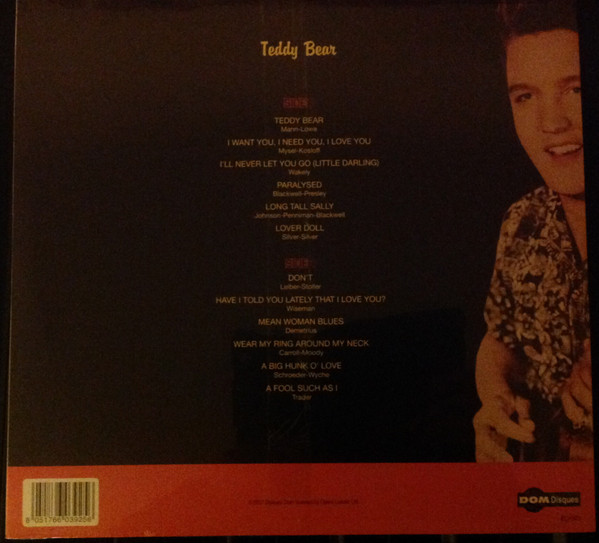 Teddy Bear
TEDDY BEAR
Mann-Lowe
I WANT YOU, I NEED YOU, I LOVE YOU
Mysel-Kosloff
I'LL NEVER LET YOU GO (LITTLE DARLING)
Wakely
PARALYSED
Blackwell-Presley
LONG TALL SALLY
Johnson-Penniman-Blackwell
LOVER DOLL
Silver-Silver
DON'T
Leiber-Stoller
HAVE I TOLD YOU LATELY THAT I LOVE YOU?
Wiseman
MEAN WOMAN BLUES
Demetrius
WEAR MY RING AROUND MY NECK
Carroll-Moody
A BIG HUNK O' LOVE
Schroeder-Wyche
A FOOL SUCH AS I
Trader
DOM Disques